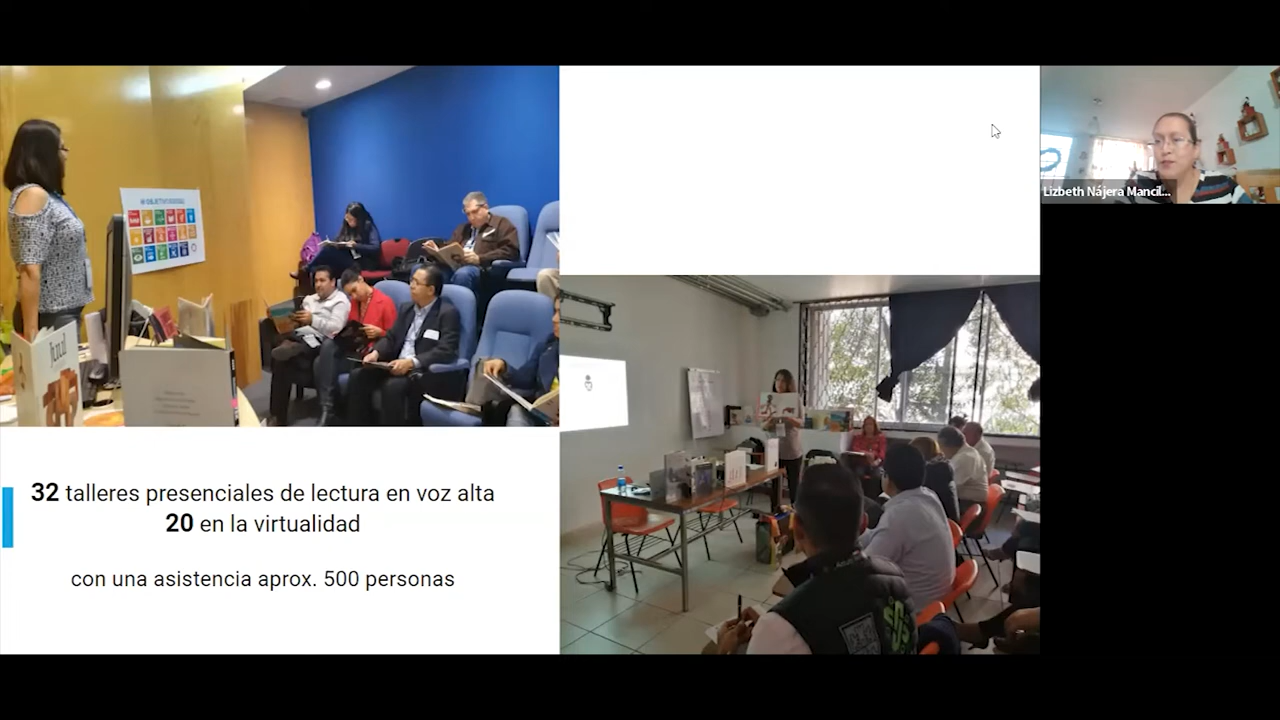 Lizbeth Nájera Mancil...
32 talleres presenciales de lectura en voz alta
20 en la virtualidad
con una asistencia aprox. 500 personas